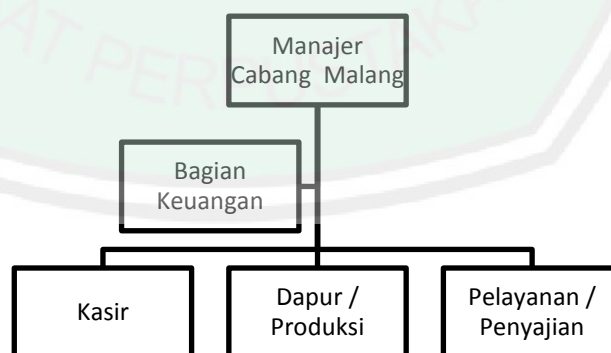 Manajer
Cabang Malang
Bagian
Keuangan
Kasir
Dapur /
Produksi
Pelayanan /
Penyajian